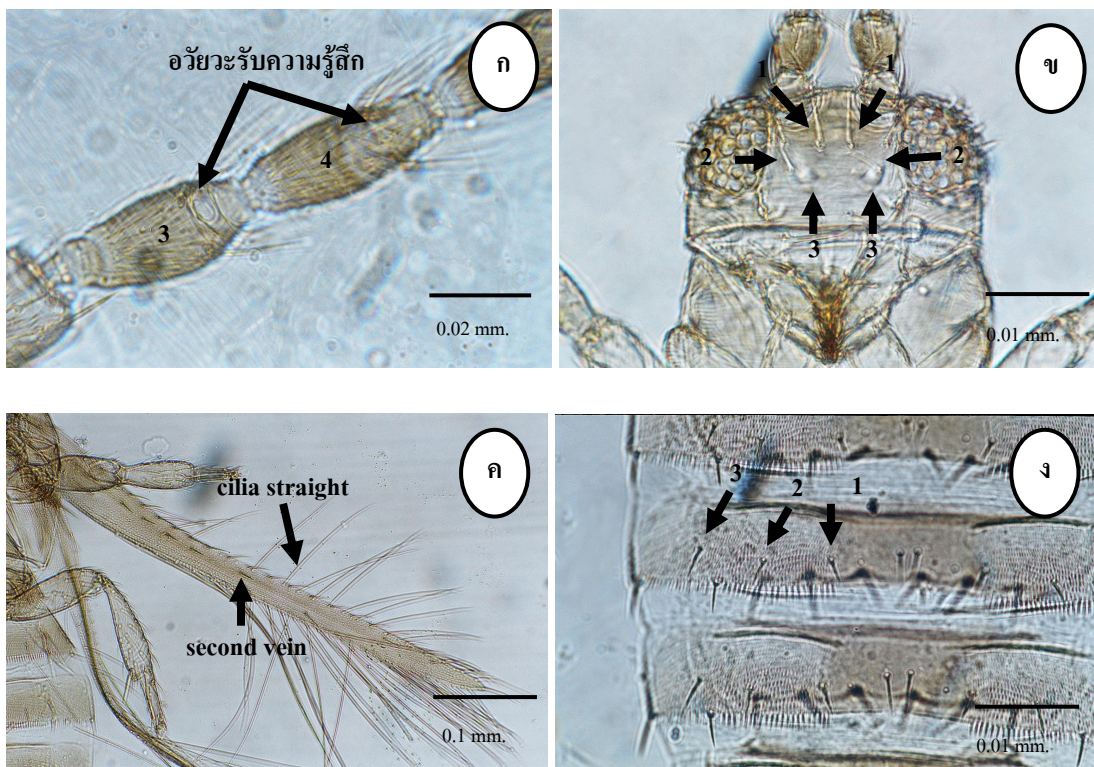 อวัยวะรับความรู้สึก
ก
3
4
0.02 mm.
ข
1 1
2 2
3 3
0.01 mm.
ค
cilia straight
second vein
0.1 mm.
ง
3 2 1
0.01 mm.